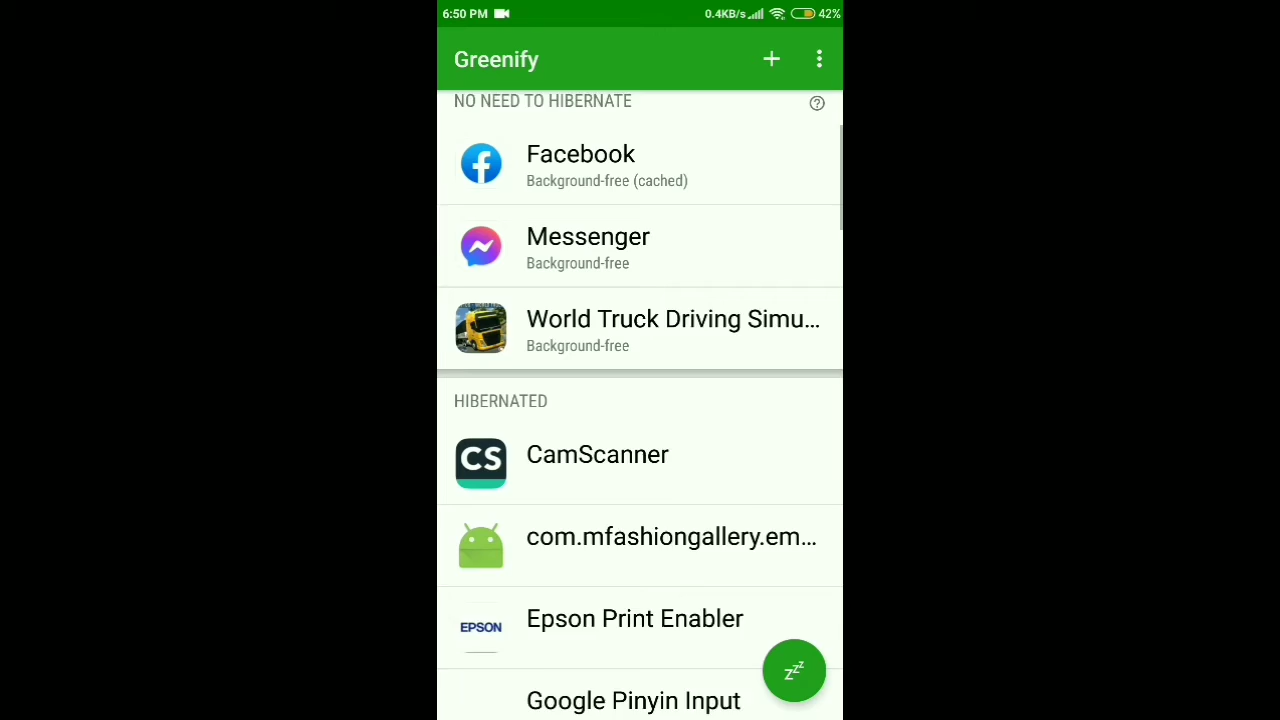 6:50 PM 0.4KB/s 42%
Greenify
NO NEED TO HIBERNATE
Facebook
Background-free (cached)
Messenger
Background-free
World Truck Driving Simu...
Background-free
HIBERNATED
CS CamScanner
com.mfashiongallery.em...
EPSON Epson Print Enabler
zzz
Google Pinyin Input